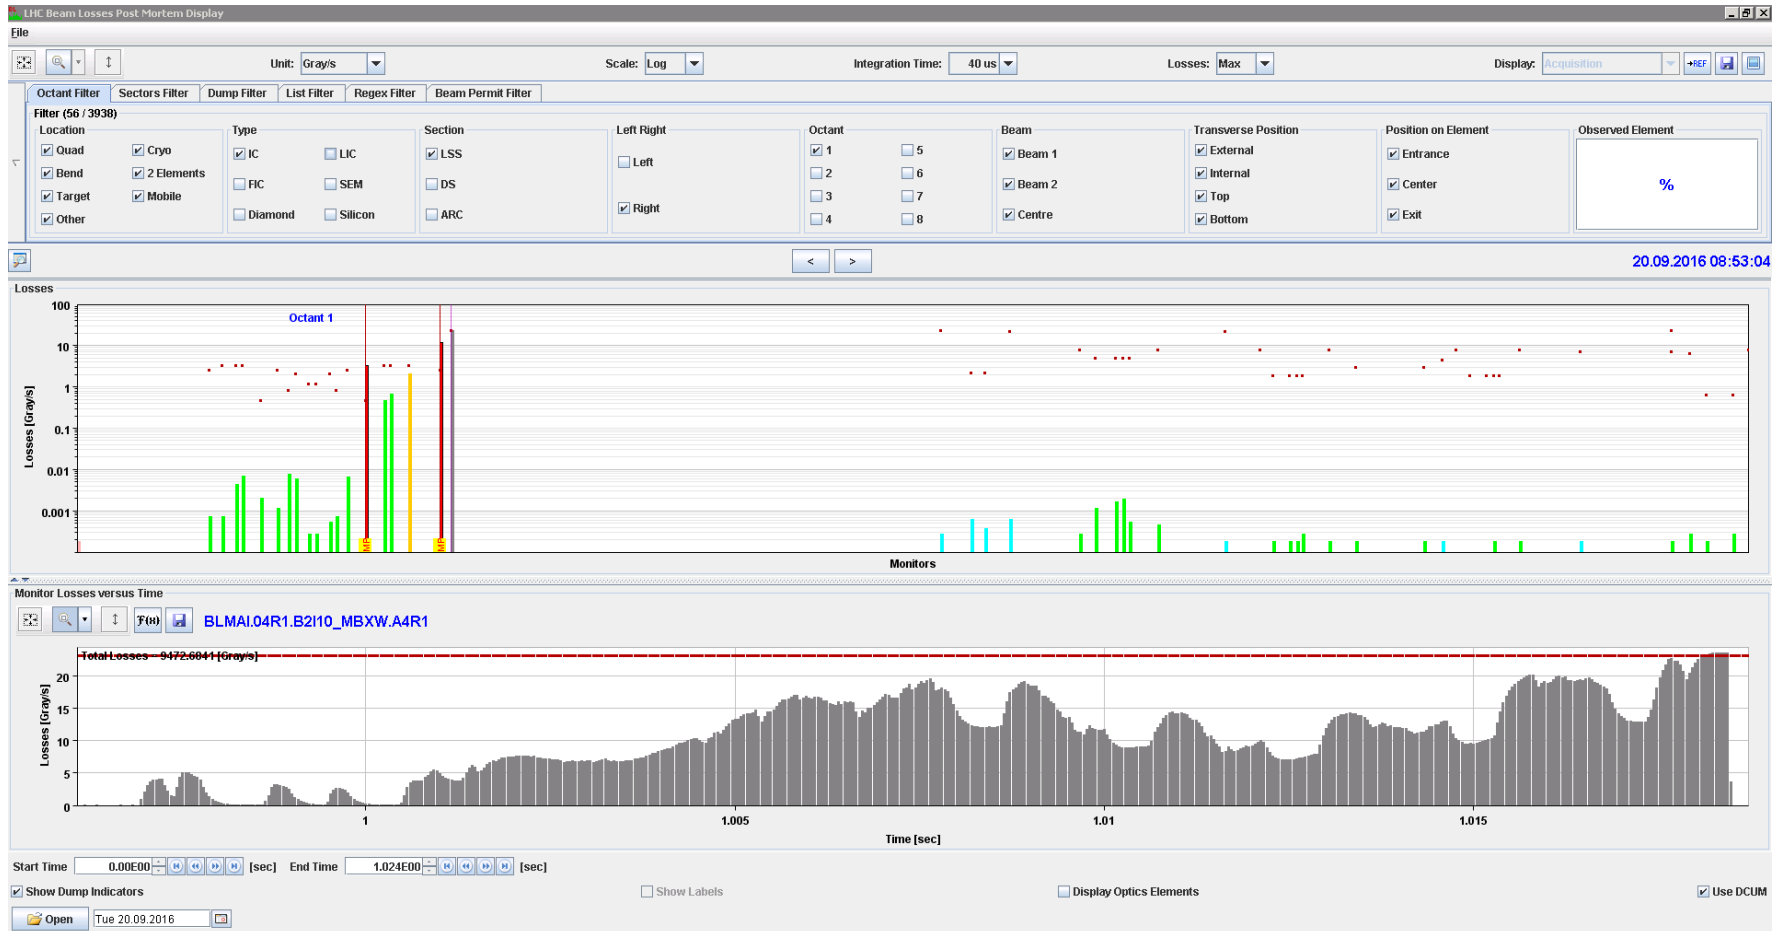 LHC Beam Losses Post Mortem Display
File
Unit: Gray/s Scale: Log Integration Time: 40 us Losses: Max Display: Acquisition →REF
Octant Filter Sectors Filter Dump Filter List Filter Regex Filter Beam Permit Filter
Filter (56 / 3938)
Location Type Section Left Right Octant Beam Transverse Position Position on Element Observed Element
Quad Cryo IC LIC LSS Left 1 5 Beam 1 External Entrance
Bend 2 Elements FIC SEM DS 2 6 Beam 2 Internal Center %
Target Mobile 3 7 Top
Other Diamond Silicon ARC Right 4 8 Centre Bottom Exit
< > 20.09.2016 08:53:04
Losses
Octant 1
Losses [Gray/s]
100
10
1
0.1
0.01
0.001
Monitors
Monitor Losses versus Time
F(x) BLMAI.04R1.B2I10_MBXW.A4R1
Total Losses - 9472.6841 [Gray/s]
Losses [Gray/s]
20
15
10
5
0
1 1.005 1.01 1.015
Time [sec]
Start Time 0.00E00 [sec] End Time 1.024E00 [sec]
Show Dump Indicators Show Labels Display Optics Elements Use DCUM
Open Tue 20.09.2016